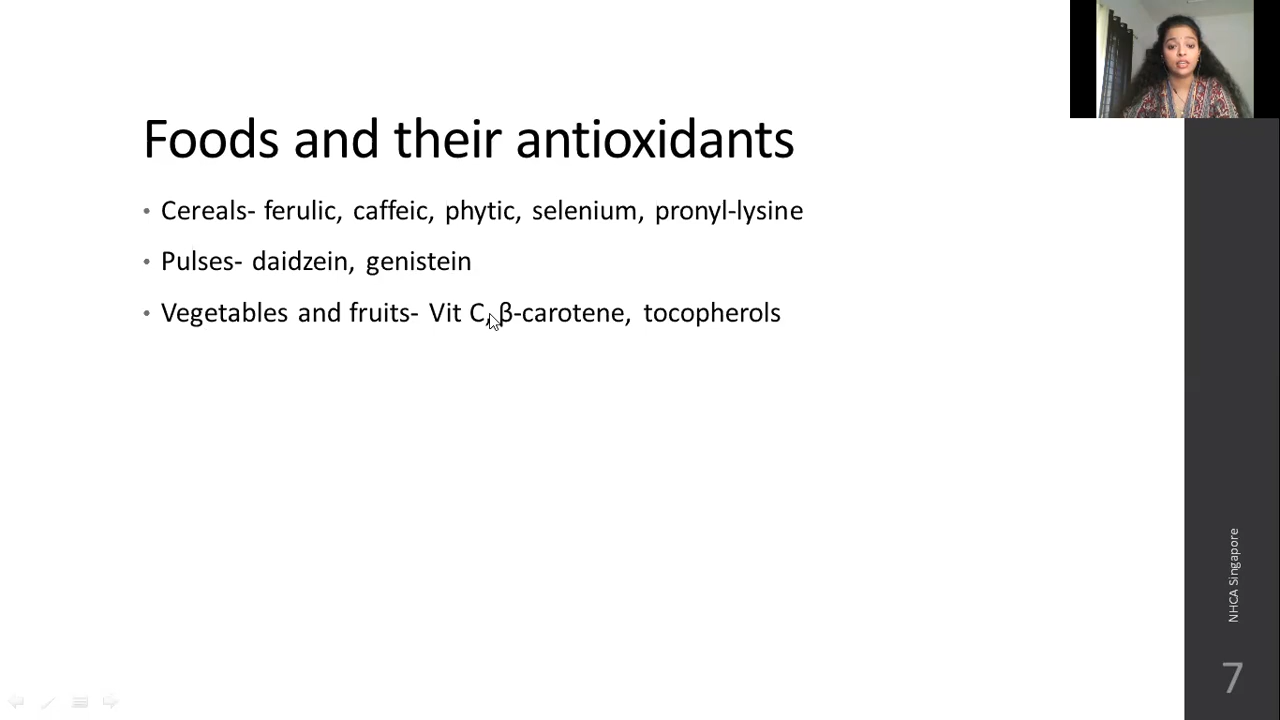 Foods and their antioxidants
• Cereals- ferulic, caffeic, phytic, selenium, pronyl-lysine
• Pulses- daidzein, genistein
• Vegetables and fruits- Vit C, β-carotene, tocopherols
NHCA Singapore
7